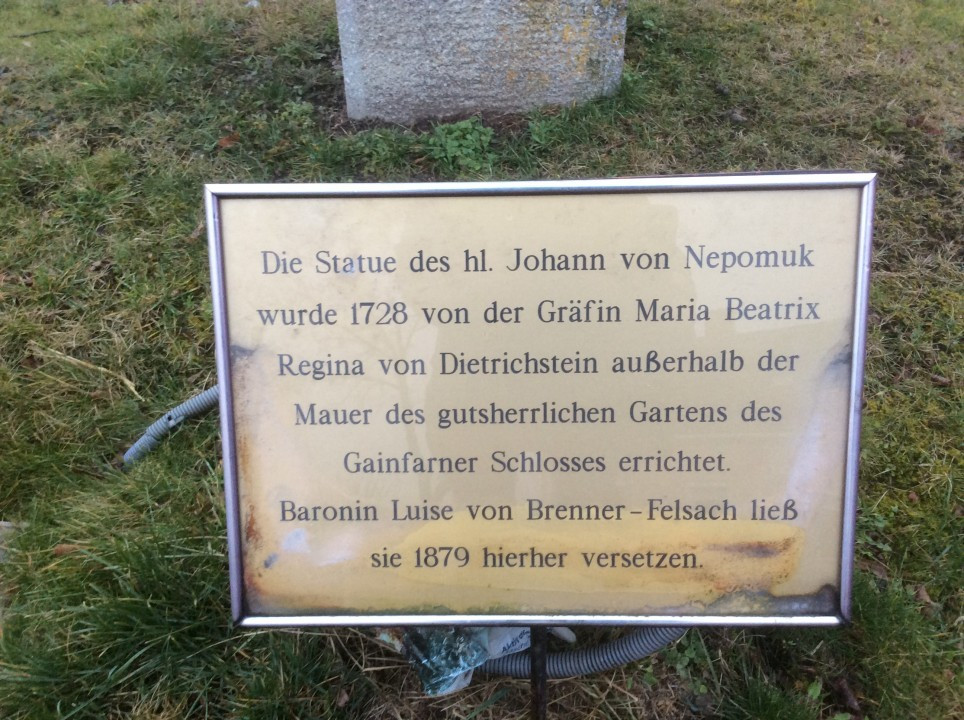 Die Statue des hl. Johann von Nepomuk
wurde 1728 von der Gräfin Maria Beatrix
Regina von Dietrichstein außerhalb der
Mauer des gutsherrlichen Gartens des
Gainfarner Schlosses errichtet.
Baronin Luise von Brenner-Felsach ließ
sie 1879 hierher versetzen.